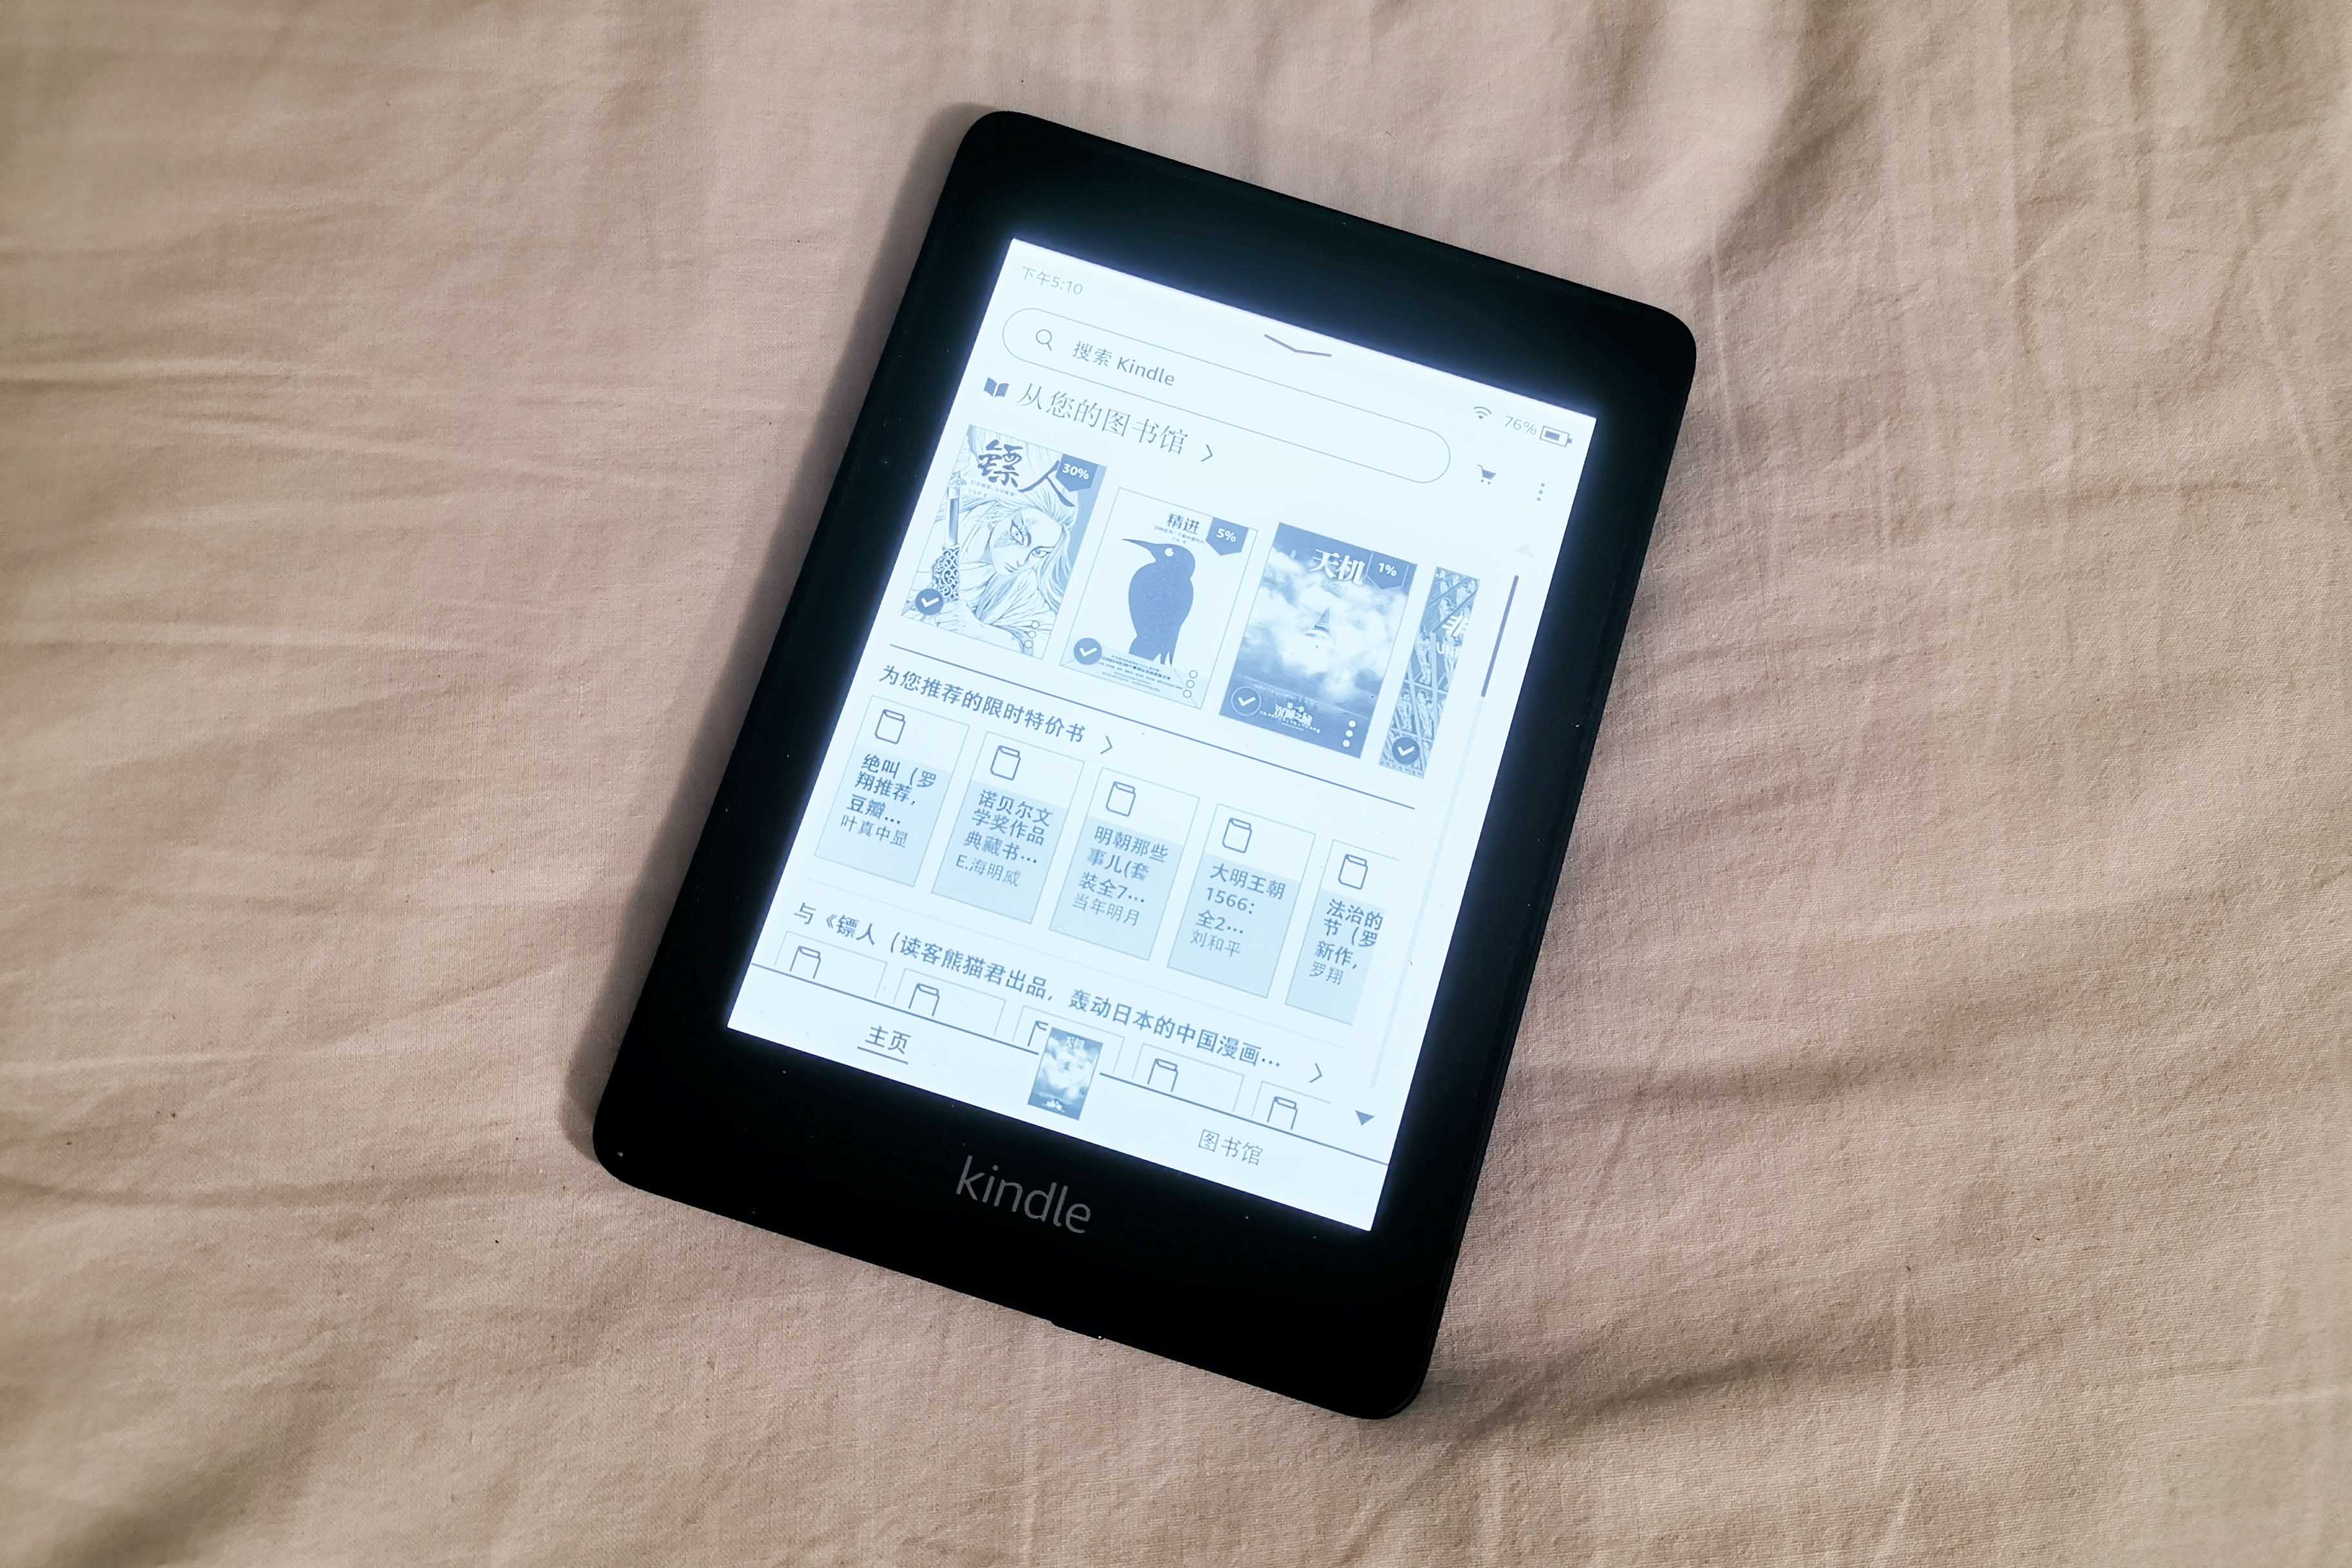 下午5:10
76%
搜索 Kindle
从您的图书馆
镖人
30%
精进
5%
天机
1%
为您推荐的限时特价书
绝叫（罗
翔推荐，
豆瓣...
叶真中显
诺贝尔文
学奖作品
典藏书...
E.海明威
明朝那些
事儿(套
装全7...
当年明月
大明王朝
1566：
全2...
刘和平
法治的
节（罗
新作，
罗翔
与《镖人（读客熊猫君出品，轰动日本的中国漫画...
主页
天机
图书馆
kindle